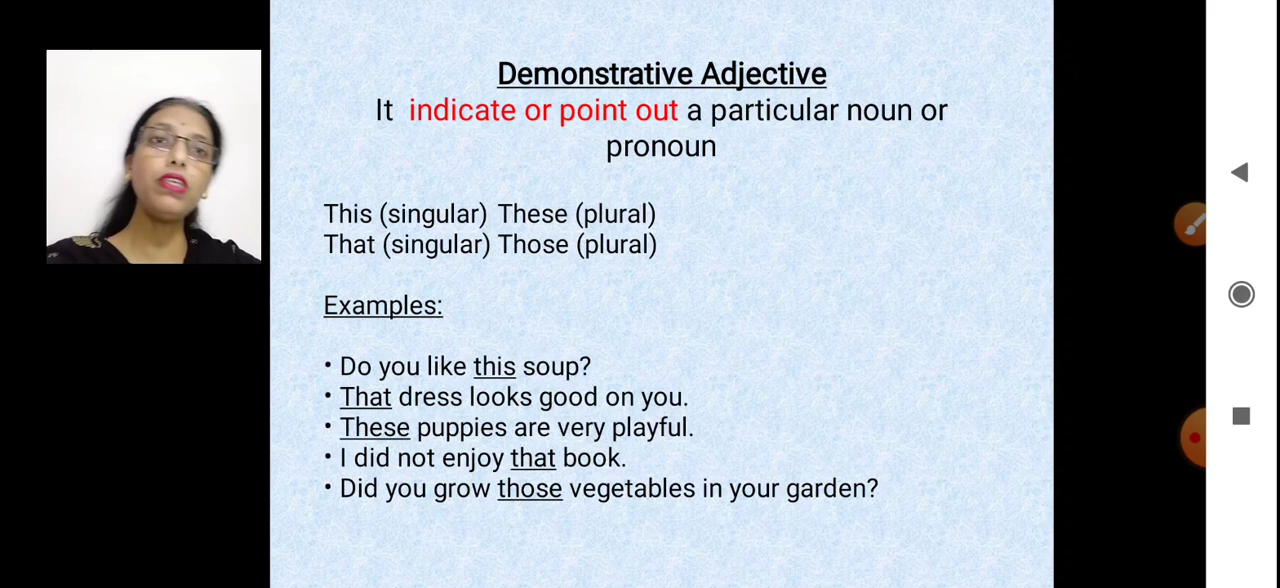 Demonstrative Adjective
It indicate or point out a particular noun or
pronoun
This (singular) These (plural)
That (singular) Those (plural)
Examples:
• Do you like this soup?
• That dress looks good on you.
• These puppies are very playful.
• I did not enjoy that book.
• Did you grow those vegetables in your garden?